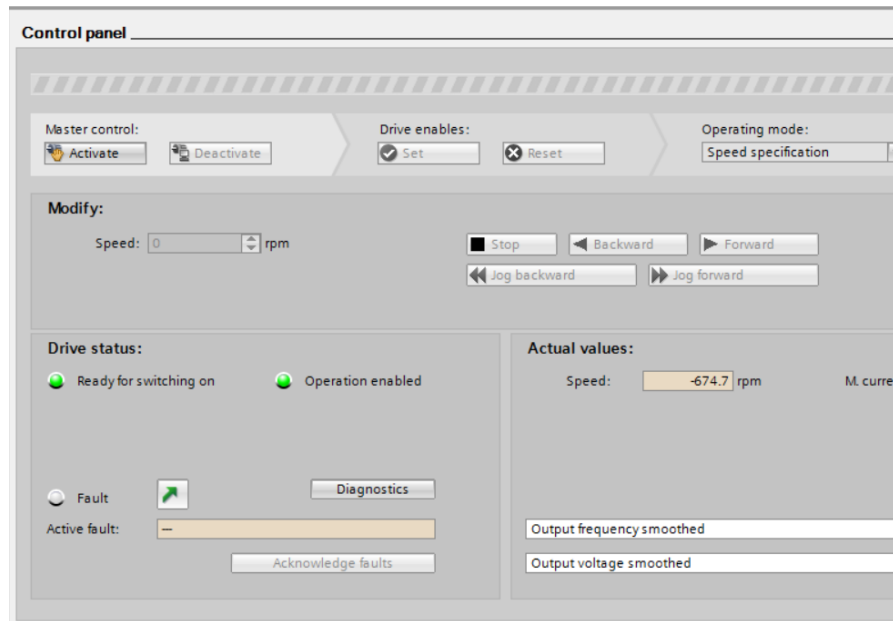 Control panel
Master control:
Activate
Deactivate
Drive enables:
Set
Reset
Operating mode:
Speed specification
Modify:
Speed: 0 rpm
Stop
Backward
Forward
Jog backward
Jog forward
Drive status:
Ready for switching on
Operation enabled
Fault
Diagnostics
Active fault: ---
Acknowledge faults
Actual values:
Speed: -674.7 rpm
M. curre
Output frequency smoothed
Output voltage smoothed